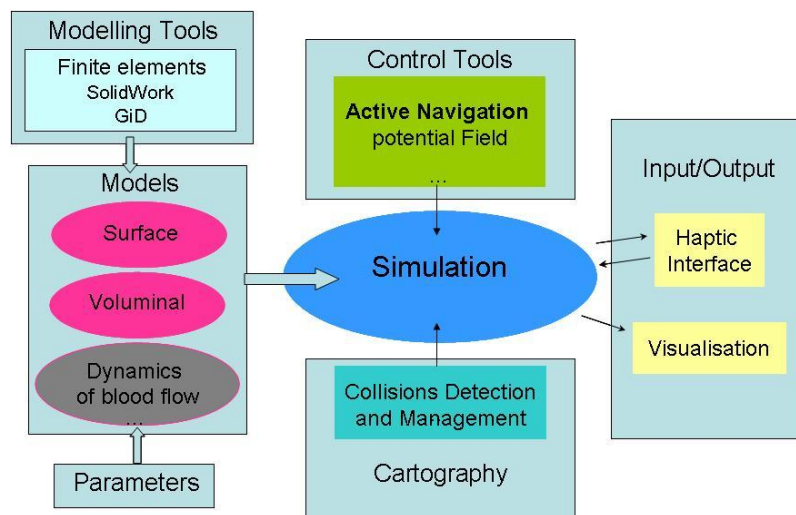 Modelling Tools
Finite elements
SolidWork
GiD
Models
Surface
Voluminal
Dynamics
of blood flow
...
Parameters
Control Tools
Active Navigation
potential Field
...
Simulation
Collisions Detection
and Management
Cartography
Input/Output
Haptic
Interface
Visualisation